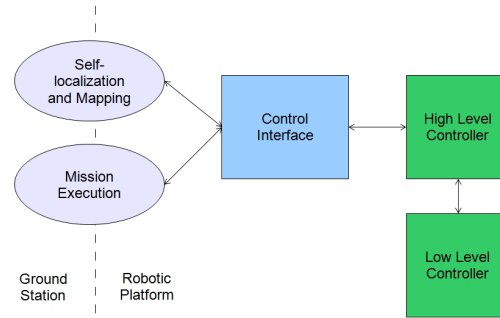 Self-
localization
and Mapping
Mission
Execution
Control
Interface
High Level
Controller
Low Level
Controller
Ground
Station
Robotic
Platform